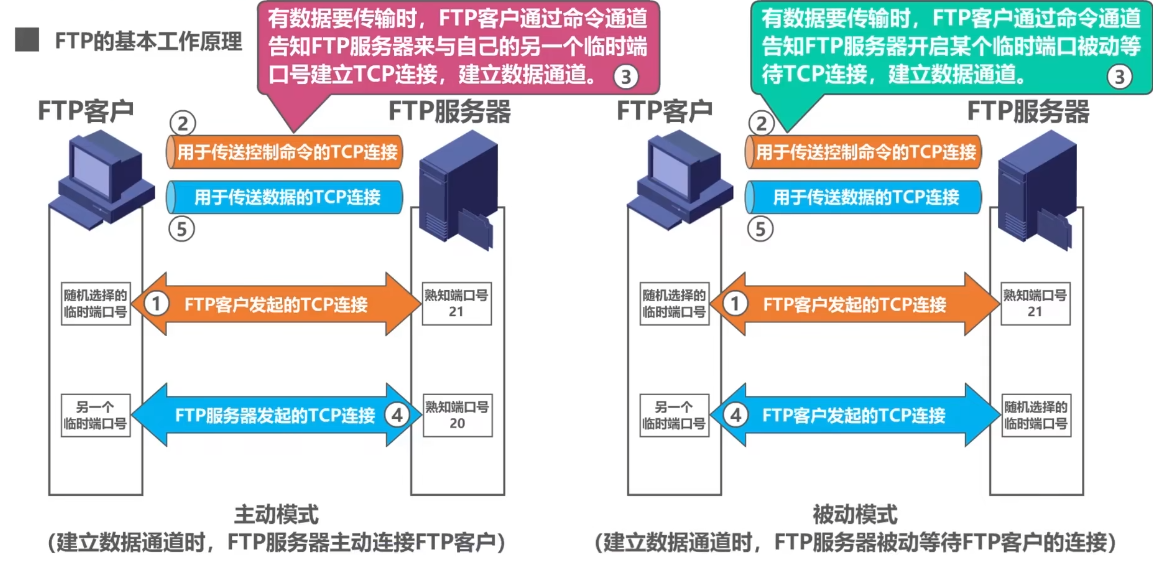 FTP的基本工作原理
有数据要传输时，FTP客户通过命令通道
告知FTP服务器来与自己的另一个临时端
口号建立TCP连接，建立数据通道。 ③
FTP客户
FTP服务器
②
用于传送控制命令的TCP连接
用于传送数据的TCP连接
⑤
随机选择的
临时端口号
① FTP客户发起的TCP连接
熟知端口号
21
另一个
临时端口号
FTP服务器发起的TCP连接 ④
熟知端口号
20
主动模式
（建立数据通道时，FTP服务器主动连接FTP客户）
有数据要传输时，FTP客户通过命令通道
告知FTP服务器开启某个临时端口被动等
待TCP连接，建立数据通道。 ③
FTP客户
FTP服务器
②
用于传送控制命令的TCP连接
用于传送数据的TCP连接
⑤
随机选择的
临时端口号
① FTP客户发起的TCP连接
熟知端口号
21
另一个
临时端口号
④ FTP客户发起的TCP连接
随机选择的
临时端口号
被动模式
（建立数据通道时，FTP服务器被动等待FTP客户的连接）